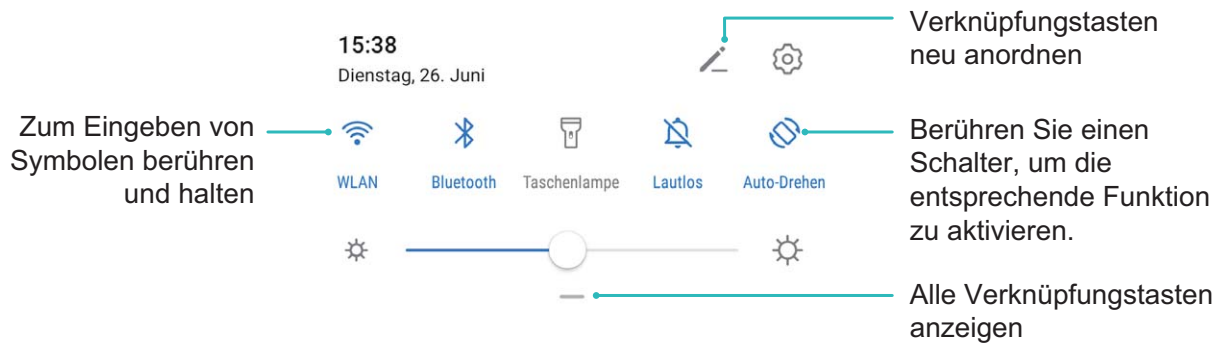 Verknüpfungstasten
neu anordnen
15:38
Dienstag, 26. Juni
Zum Eingeben von
Symbolen berühren
und halten
WLAN
Bluetooth
Taschenlampe
Lautlos
Auto-Drehen
Berühren Sie einen
Schalter, um die
entsprechende Funktion
zu aktivieren.
Alle Verknüpfungstasten
anzeigen